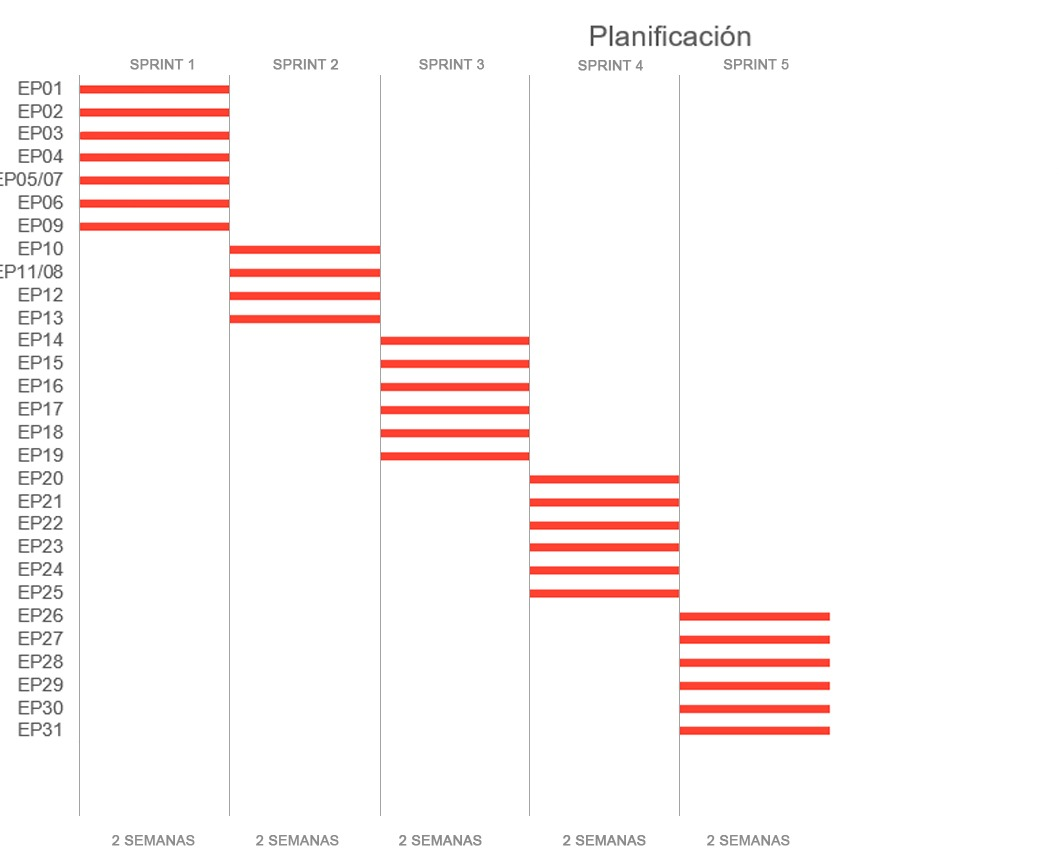 Planificación
SPRINT 1 SPRINT 2 SPRINT 3 SPRINT 4 SPRINT 5
EP01
EP02
EP03
EP04
EP05/07
EP06
EP09
EP10
EP11/08
EP12
EP13
EP14
EP15
EP16
EP17
EP18
EP19
EP20
EP21
EP22
EP23
EP24
EP25
EP26
EP27
EP28
EP29
EP30
EP31
2 SEMANAS 2 SEMANAS 2 SEMANAS 2 SEMANAS 2 SEMANAS